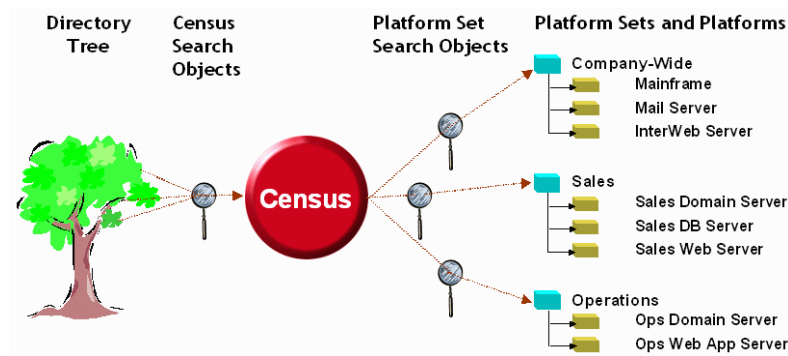 Directory
Tree
Census
Search
Objects
Platform Set
Search Objects
Platform Sets and Platforms
Census
Company-Wide
Mainframe
Mail Server
InterWeb Server
Sales
Sales Domain Server
Sales DB Server
Sales Web Server
Operations
Ops Domain Server
Ops Web App Server